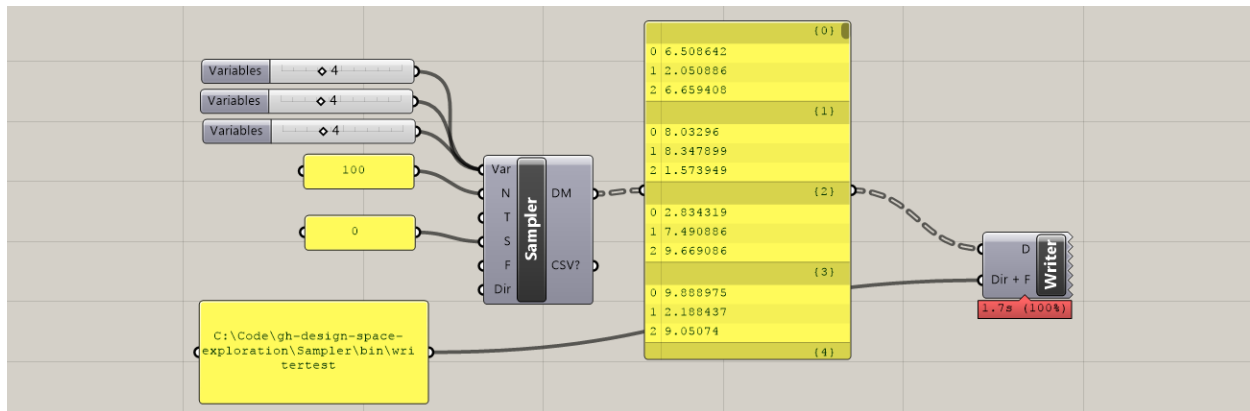 Variables 4
Variables 4
Variables 4
100
0
C:\Code\gh-design-space-
exploration\Sampler\bin\wri
tertest
Var
N
T
S
F
Dir
Sampler
DM
CSV?
{0}
0 6.508642
1 2.050886
2 6.659408
{1}
0 8.03296
1 8.347899
2 1.573949
{2}
0 2.834319
1 7.490886
2 9.669086
{3}
0 9.888975
1 2.188437
2 9.05074
{4}
D
Dir + F
Writer
1.7s (100%)